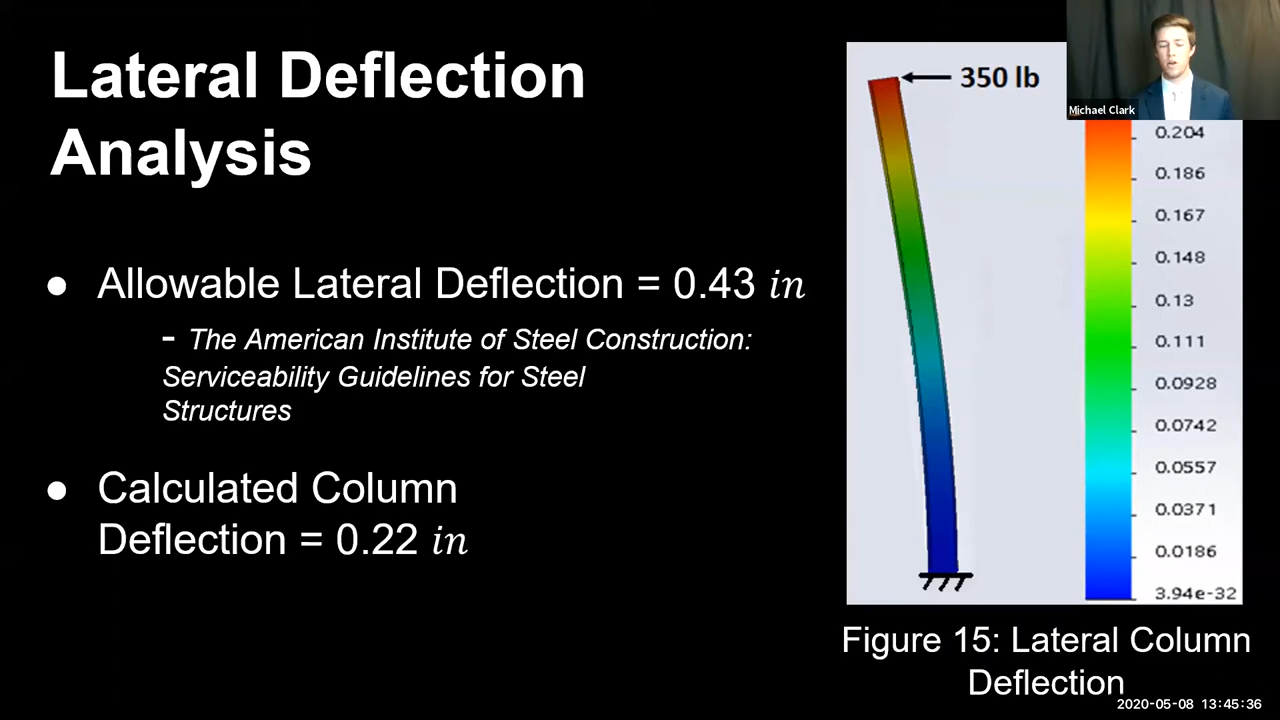 Lateral Deflection
Analysis
● Allowable Lateral Deflection = 0.43 in
- The American Institute of Steel Construction:
Serviceability Guidelines for Steel
Structures
● Calculated Column
Deflection = 0.22 in
350 lb
Michael Clark
0.204
0.186
0.167
0.148
0.13
0.111
0.0928
0.0742
0.0557
0.0371
0.0186
3.94e-32
Figure 15: Lateral Column
Deflection
2020-05-08 13:45:36